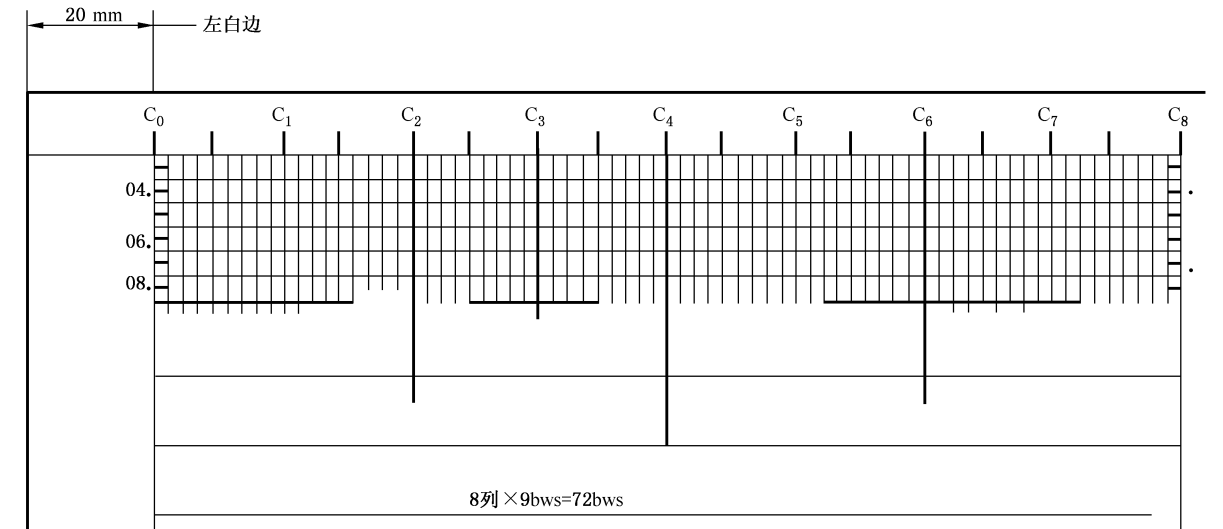 20 mm
左白边
C₀ C₁ C₂ C₃ C₄ C₅ C₆ C₇ C₈
04.
06.
08.
8列×9bws=72bws